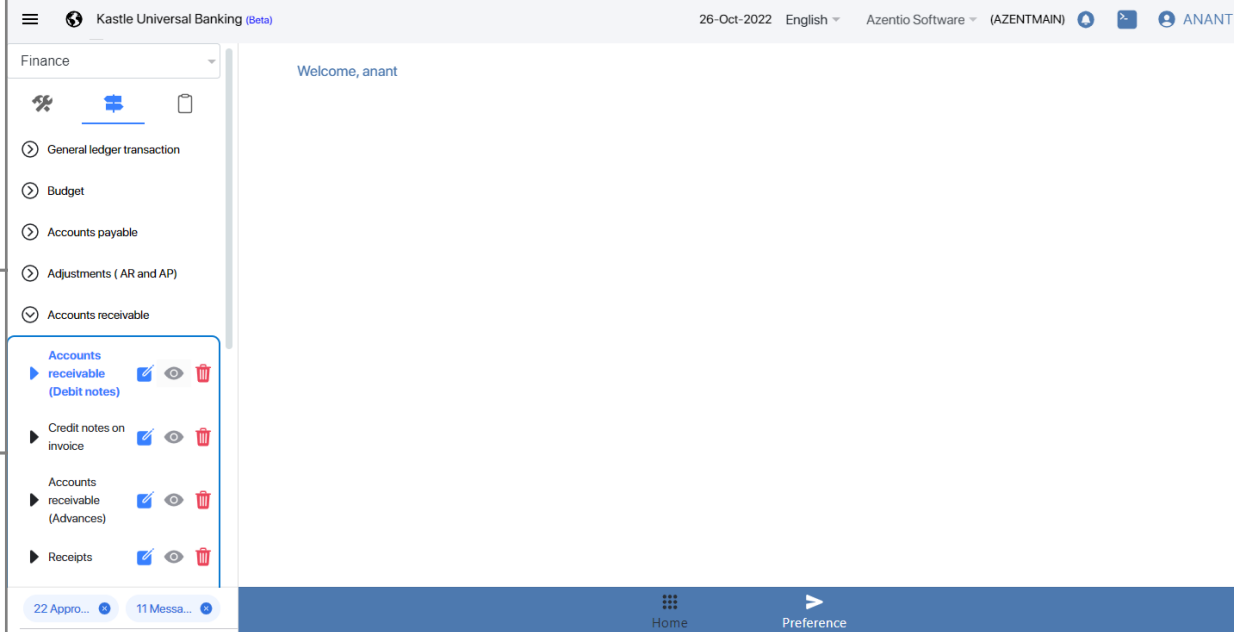 Kastle Universal Banking (Beta) 26-Oct-2022 English Azentio Software (AZENTMAIN) ANANT
Finance
Welcome, anant
General ledger transaction
Budget
Accounts payable
Adjustments ( AR and AP)
Accounts receivable
Accounts
receivable
(Debit notes)
Credit notes on
invoice
Accounts
receivable
(Advances)
Receipts
22 Appro... 11 Messa...
Home Preference